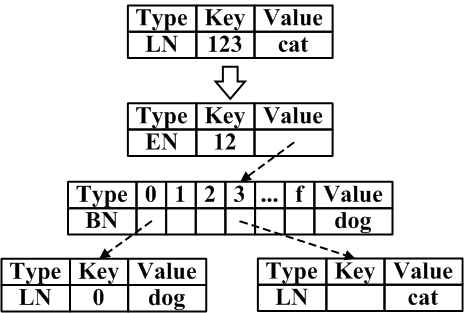 Type Key Value
LN 123 cat
Type Key Value
EN 12
Type 0 1 2 3 ... f Value
BN dog
Type Key Value
LN 0 dog
Type Key Value
LN cat